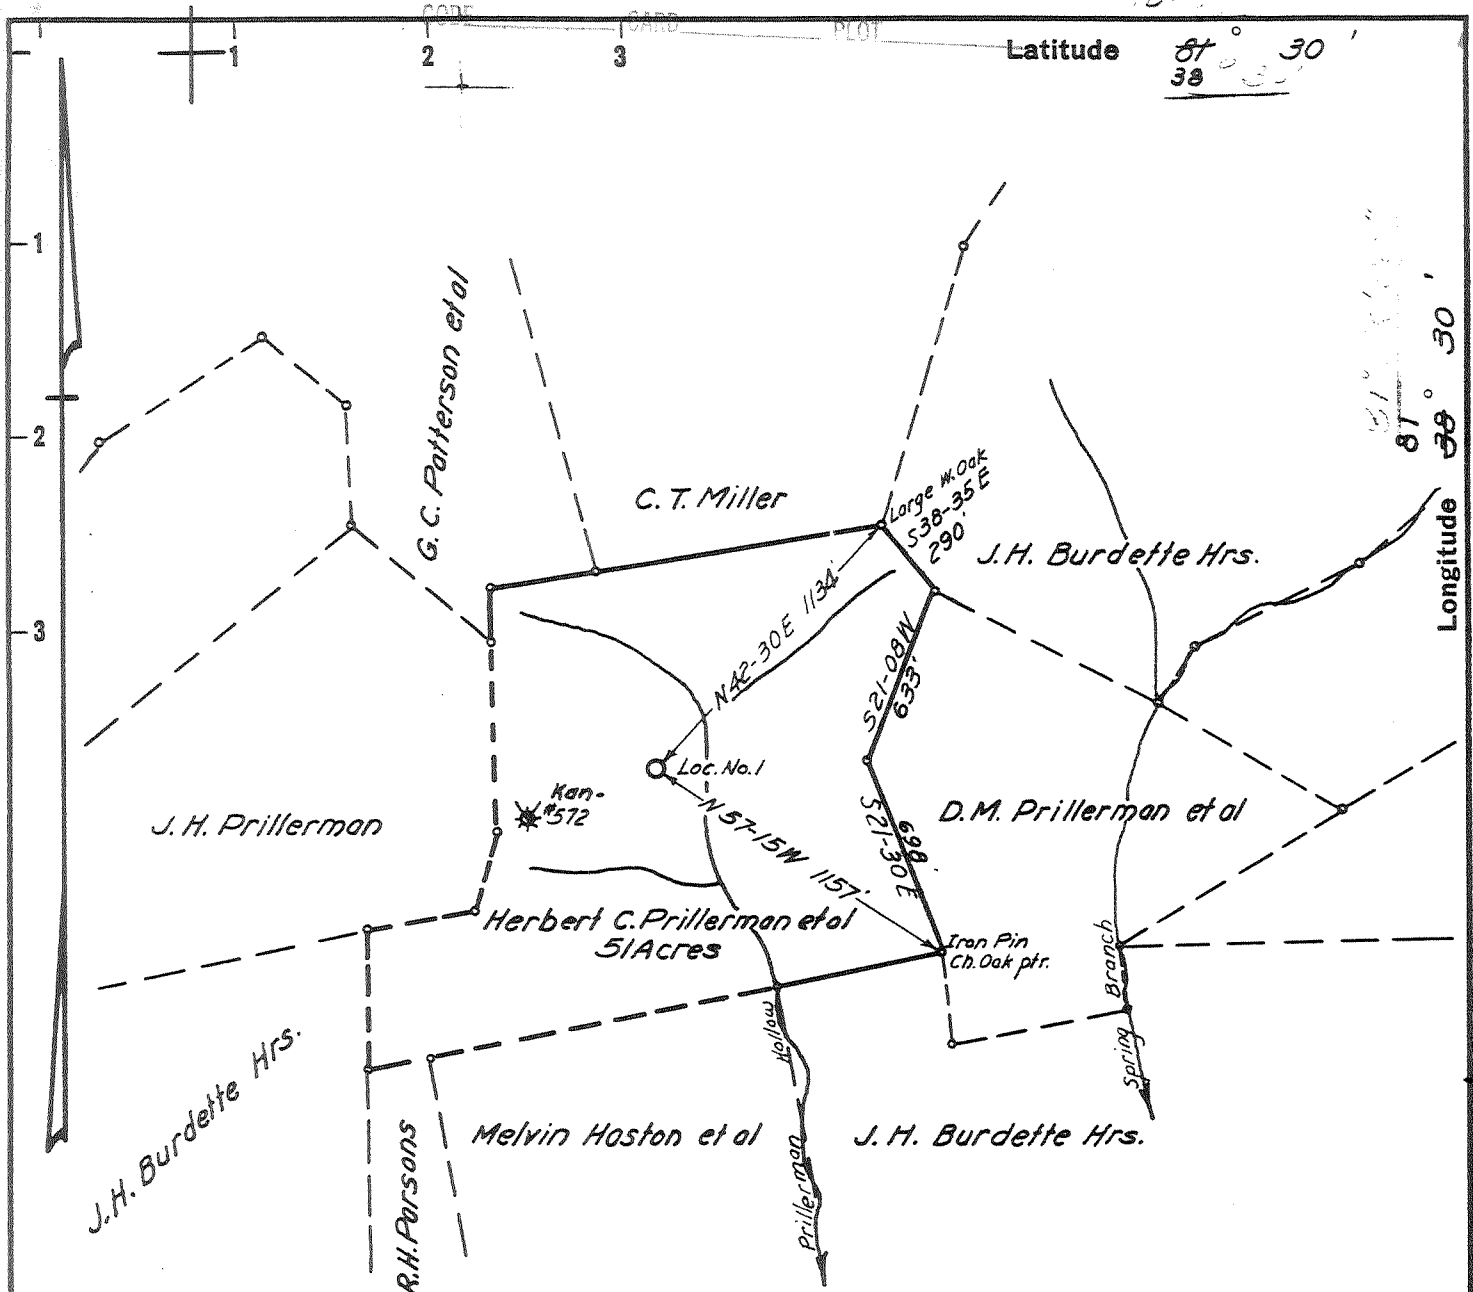 CODE CARD PLOT
1 2 3
Latitude 81° 30'
38°
1
2
3
81
38° 30'
Longitude
G. C. Patterson et al
C. T. Miller
Large W. Oak
S38-35E
290'
J.H. Burdette Hrs.
N42-30E 1134'
S21-08W
633'
Loc. No. 1
Kan-
#572
J. H. Prillerman
N57-15W 1157'
698'
S21-30E
D.M. Prillerman et al
Herbert C. Prillerman et al
51 Acres
Iron Pin
Ch. Oak ptr.
Spring Branch
Prillerman Hollow
J.H. Burdette Hrs.
R.H. Parsons
Melvin Haston et al
J. H. Burdette Hrs.